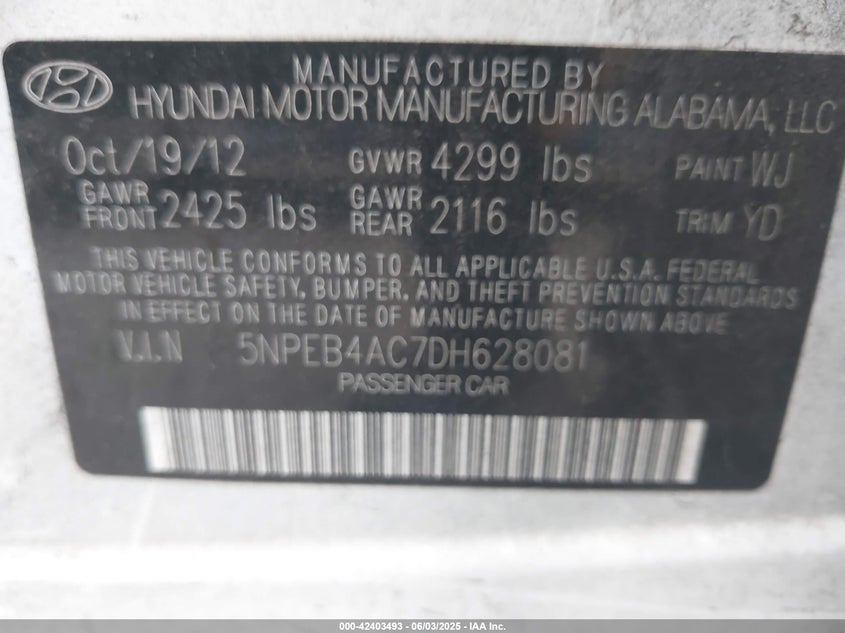 MANUFACTURED BY
HYUNDAI MOTOR MANUFACTURING ALABAMA, LLC
Oct/19/12 GVWR 4299 lbs PAINT WJ
GAWR FRONT 2425 lbs GAWR REAR 2116 lbs TRIM YD
THIS VEHICLE CONFORMS TO ALL APPLICABLE U.S.A. FEDERAL
MOTOR VEHICLE SAFETY, BUMPER, AND THEFT PREVENTION STANDARDS
IN EFFECT ON THE DATE OF MANUFACTURE SHOWN ABOVE.
V.I.N 5NPEB4AC7DH628081
PASSENGER CAR
000-42403493 - 06/03/2025 - IAA Inc.